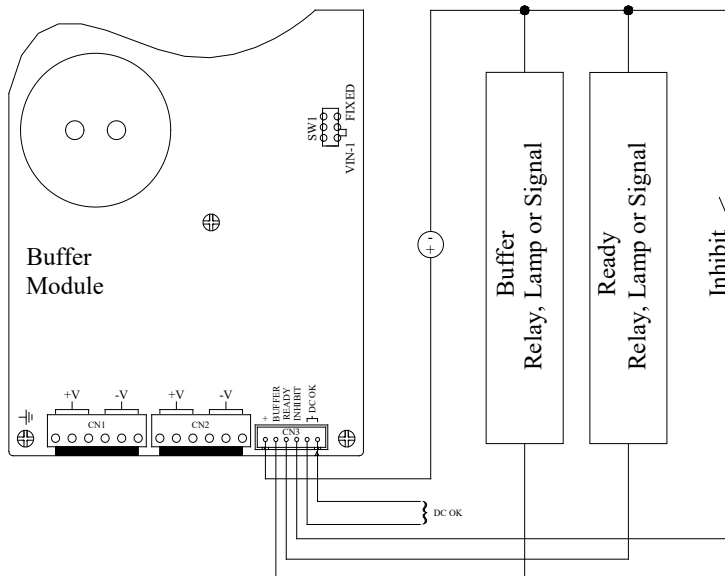 SW1
FIXED
VIN-1
Buffer
Module
+V
-V
+V
-V
+
BUFFER
READY
INHIBIT
DC OK
CN1
CN2
CN3
DC OK
-
+
Buffer
Relay, Lamp or Signal
Ready
Relay, Lamp or Signal
Inhibit